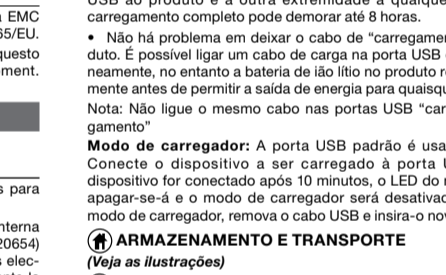 USB ao produto e a outra extremidade a qualque
EMC
carregamento completo pode demorar até 8 horas.
65/EU.
• Não há problema em deixar o cabo de “carregamen
questo
duto. É possível ligar um cabo de carga na porta USB
ment.
neamente, no entanto a bateria de ião lítio no produto r
mente antes de permitir a saída de energia para quaisqu
Nota: Não ligue o mesmo cabo nas portas USB “car
gamento”
Modo de carregador: A porta USB padrão é usa
Conecte o dispositivo a ser carregado à porta
s para
dispositivo for conectado após 10 minutos, o LED do
apagar-se-á e o modo de carregador será desativad
nterna
modo de carregador, remova o cabo USB e insira-o no
20654)
ARMAZENAMENTO E TRANSPORTE
s elec-
(Veja as ilustrações)